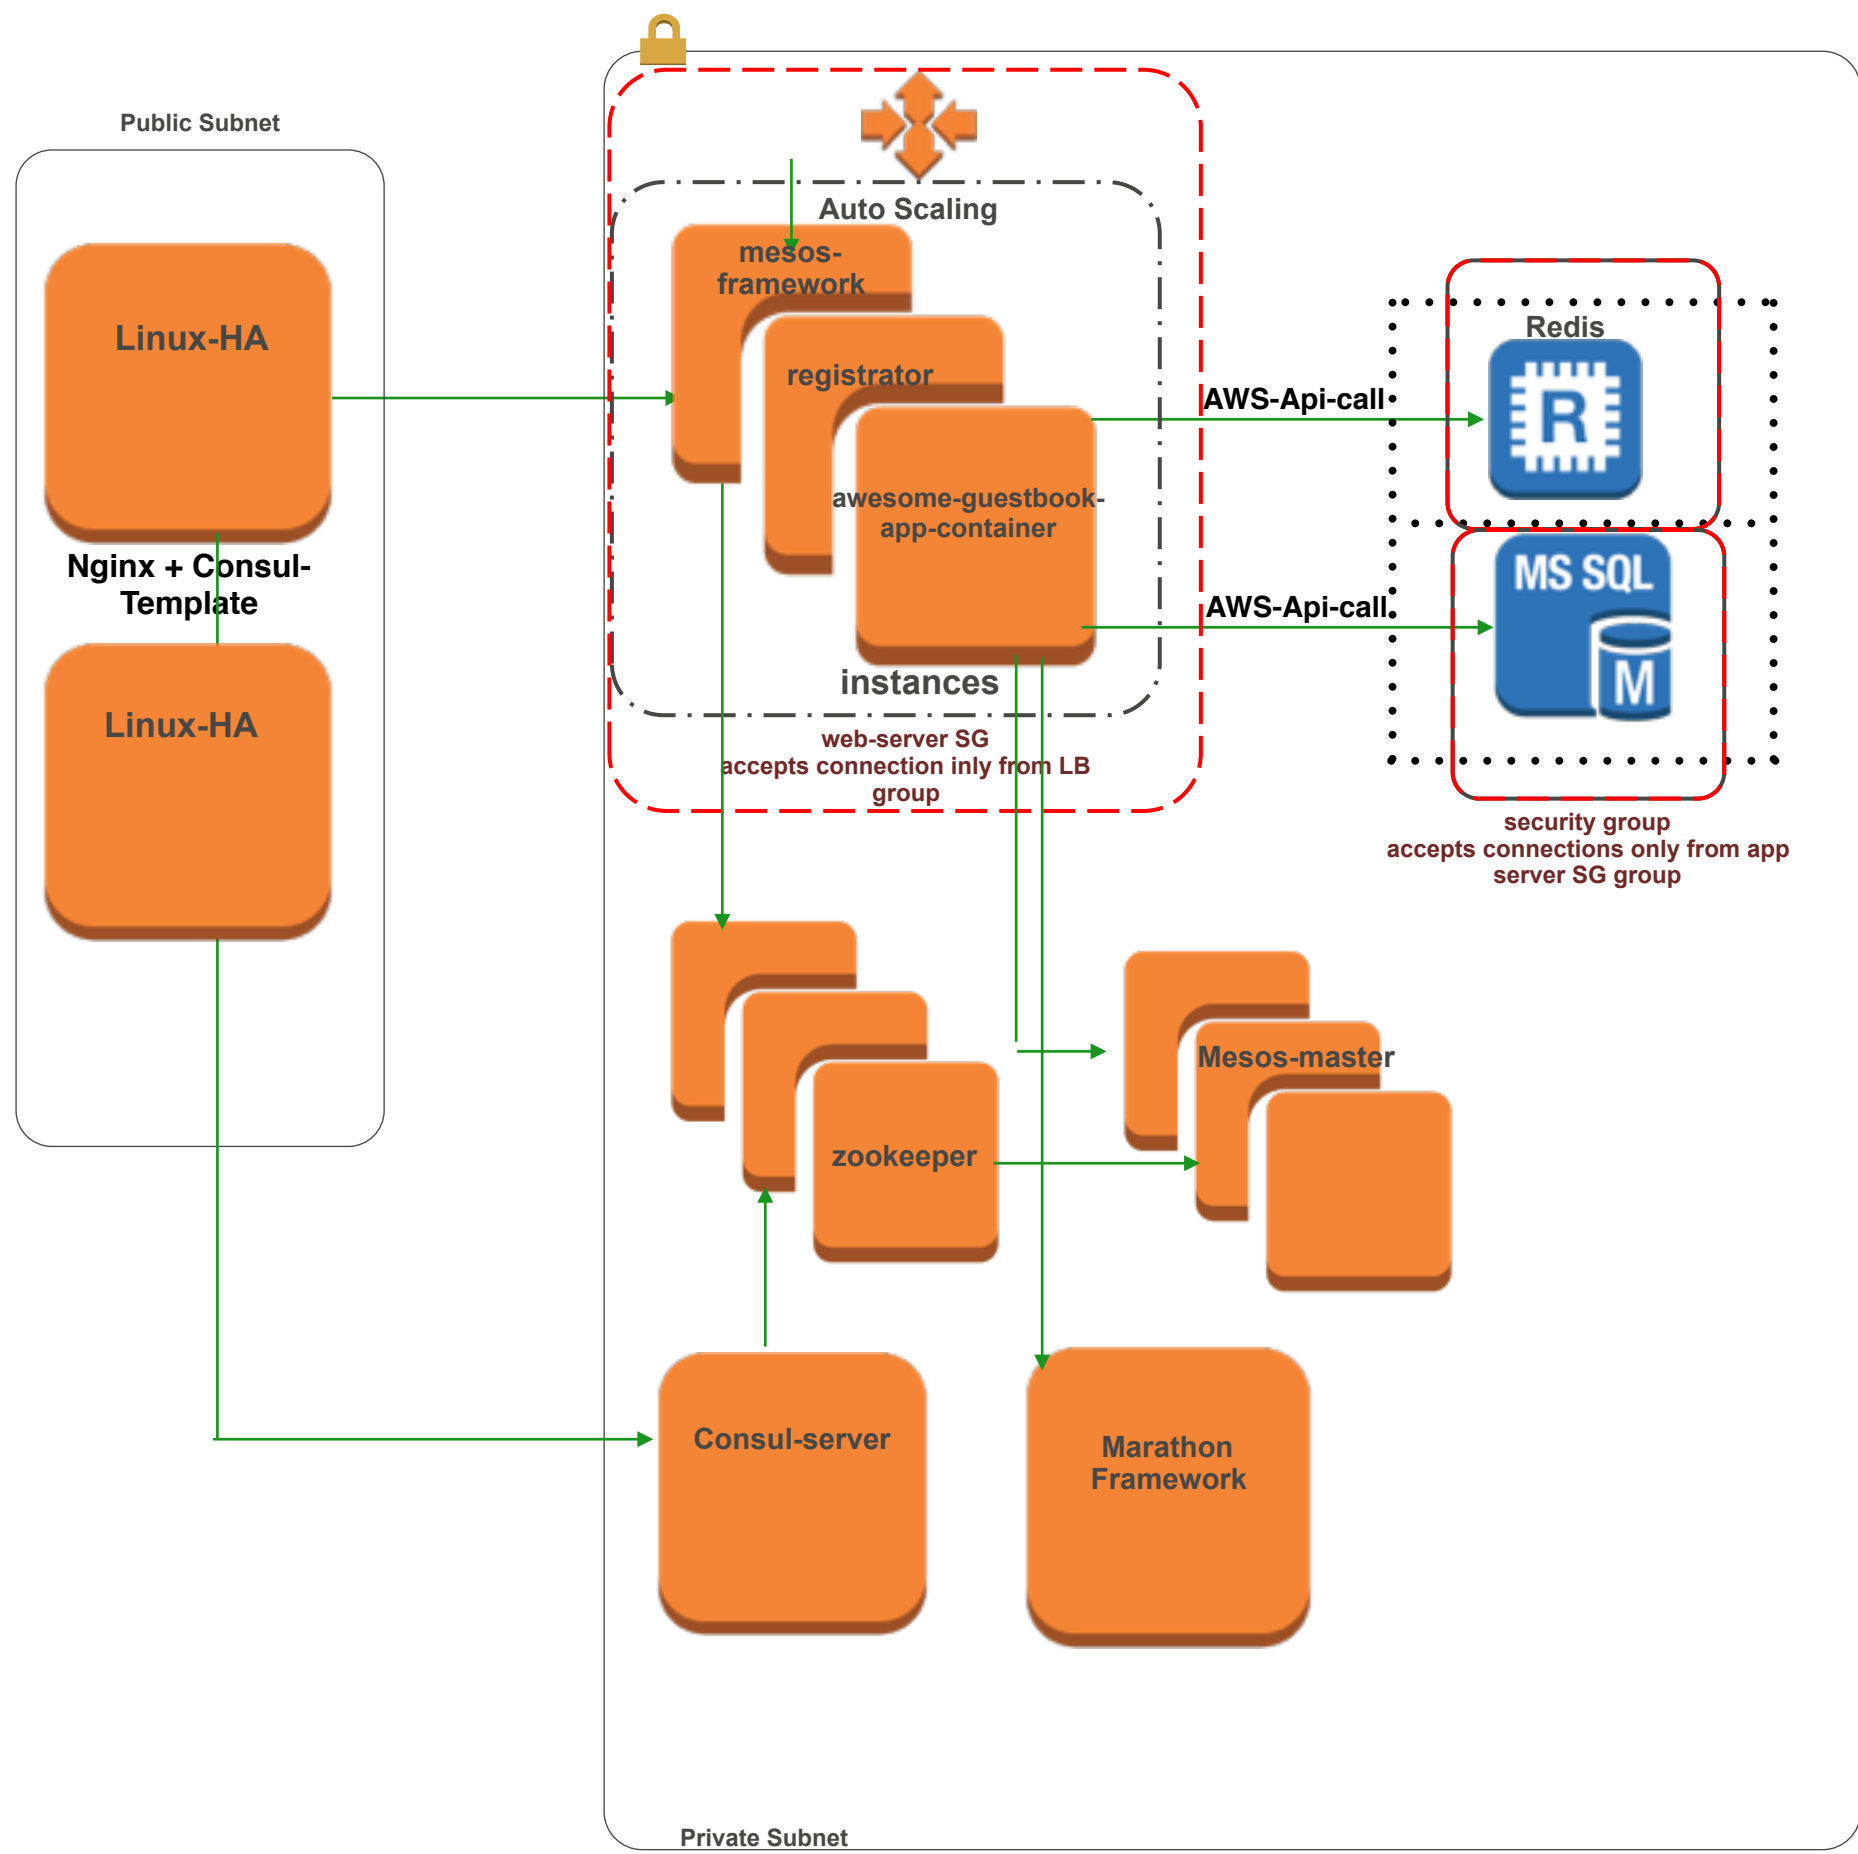 Public Subnet
Linux-HA
Nginx + Consul-
Template
Linux-HA
Auto Scaling
mesos-
framework
registrator
awesome-guestbook-
app-container
instances
web-server SG
accepts connection inly from LB
group
AWS-Api-call
AWS-Api-call
Redis
R
MS SQL
M
security group
accepts connections only from app
server SG group
Mesos-master
zookeeper
Consul-server
Marathon
Framework
Private Subnet